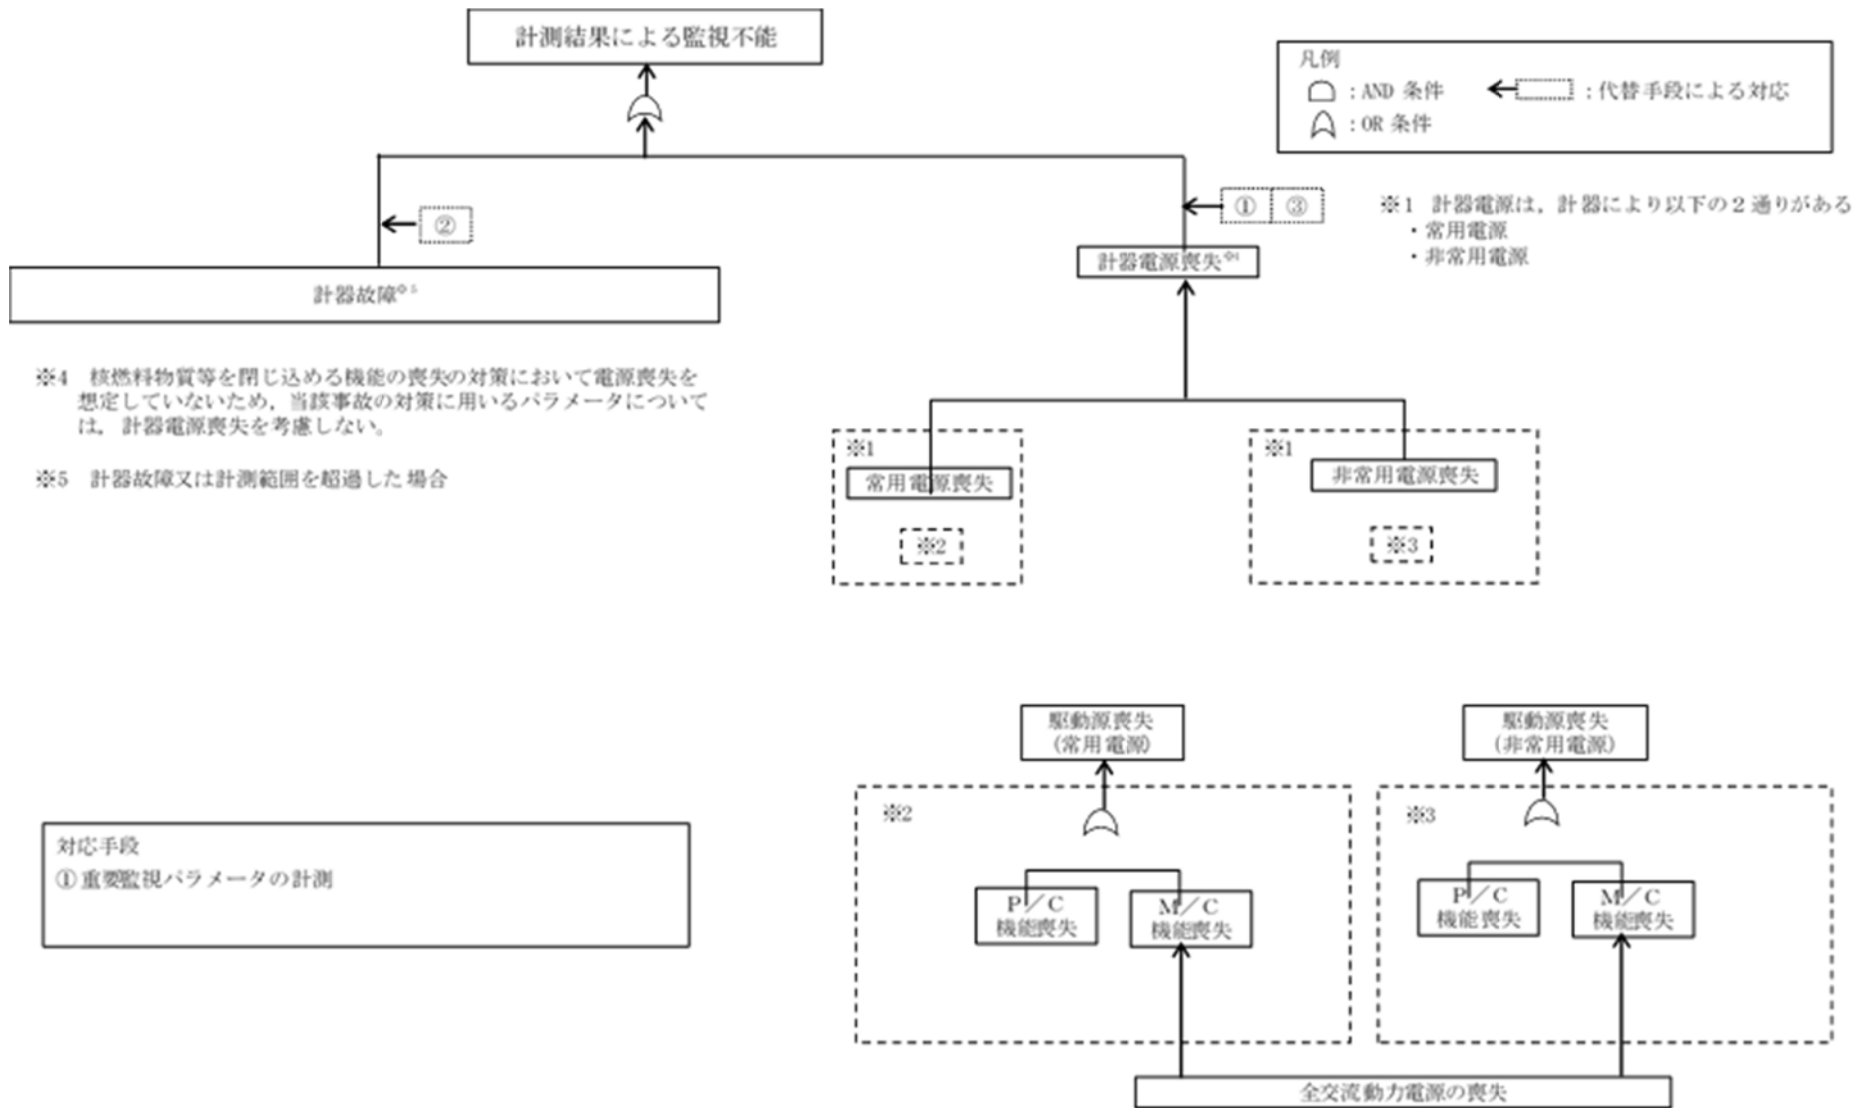 計測結果による監視不能
凡例
：AND 条件
：代替手段による対応
：OR 条件
②
① ③
※1 計器電源は，計器により以下の２通りがある
・常用電源
・非常用電源
計器電源喪失※1
計器故障※5
※4 核燃料物質等を閉じ込める機能の喪失の対策において電源喪失を
想定していないため，当該事故の対策に用いるパラメータについて
は，計器電源喪失を考慮しない。
※5 計器故障又は計測範囲を超過した場合
※1
常用電源喪失
※2
※1
非常用電源喪失
※3
駆動源喪失
(常用電源)
駆動源喪失
(非常用電源)
※2
※3
P／C
機能喪失
M／C
機能喪失
P／C
機能喪失
M／C
機能喪失
対応手段
①重要監視パラメータの計測
全交流動力電源の喪失